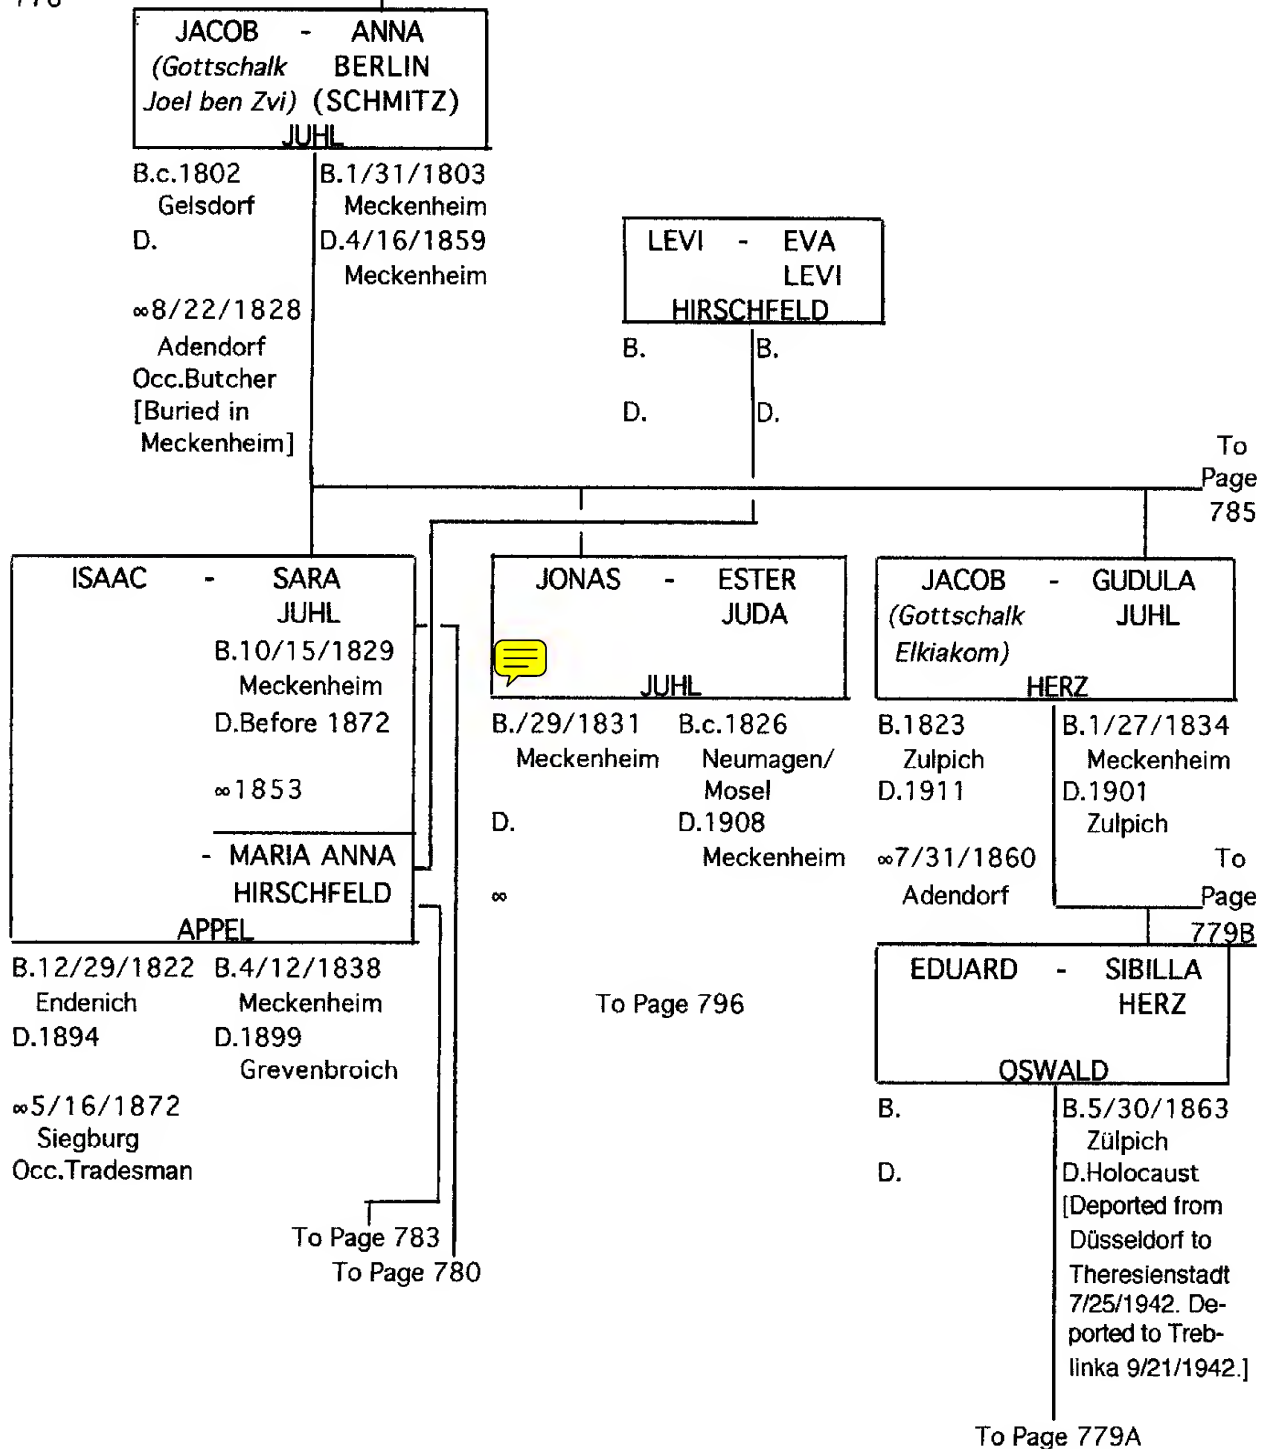 JACOB - ANNA
(Gottschalk BERLIN
Joel ben Zvi) (SCHMITZ)
JUHL
B.c.1802 B.1/31/1803
Gelsdorf Meckenheim
D. D.4/16/1859
Meckenheim
∞8/22/1828
Adendorf
Occ.Butcher
[Buried in
Meckenheim]
LEVI - EVA
LEVI
HIRSCHFELD
B. B.
D. D.
To
Page
785
ISAAC - SARA
JUHL
B.10/15/1829
Meckenheim
D.Before 1872
∞1853
- MARIA ANNA
HIRSCHFELD
APPEL
B.12/29/1822 B.4/12/1838
Endenich Meckenheim
D.1894 D.1899
Grevenbroich
∞5/16/1872
Siegburg
Occ.Tradesman
To Page 783
To Page 780
JONAS - ESTER
JUDA
JUHL
B./29/1831 B.c.1826
Meckenheim Neumagen/
Mosel
D. D.1908
Meckenheim
∞
To Page 796
JACOB - GUDULA
(Gottschalk JUHL
Elkiakom)
HERZ
B.1823 B.1/27/1834
Zulpich Meckenheim
D.1911 D.1901
Zulpich
∞7/31/1860
Adendorf
To
Page
779B
EDUARD - SIBILLA
HERZ
OSWALD
B. B.5/30/1863
Zülpich
D. D.Holocaust
[Deported from
Düsseldorf to
Theresienstadt
7/25/1942. De-
ported to Treb-
linka 9/21/1942.]
To Page 779A